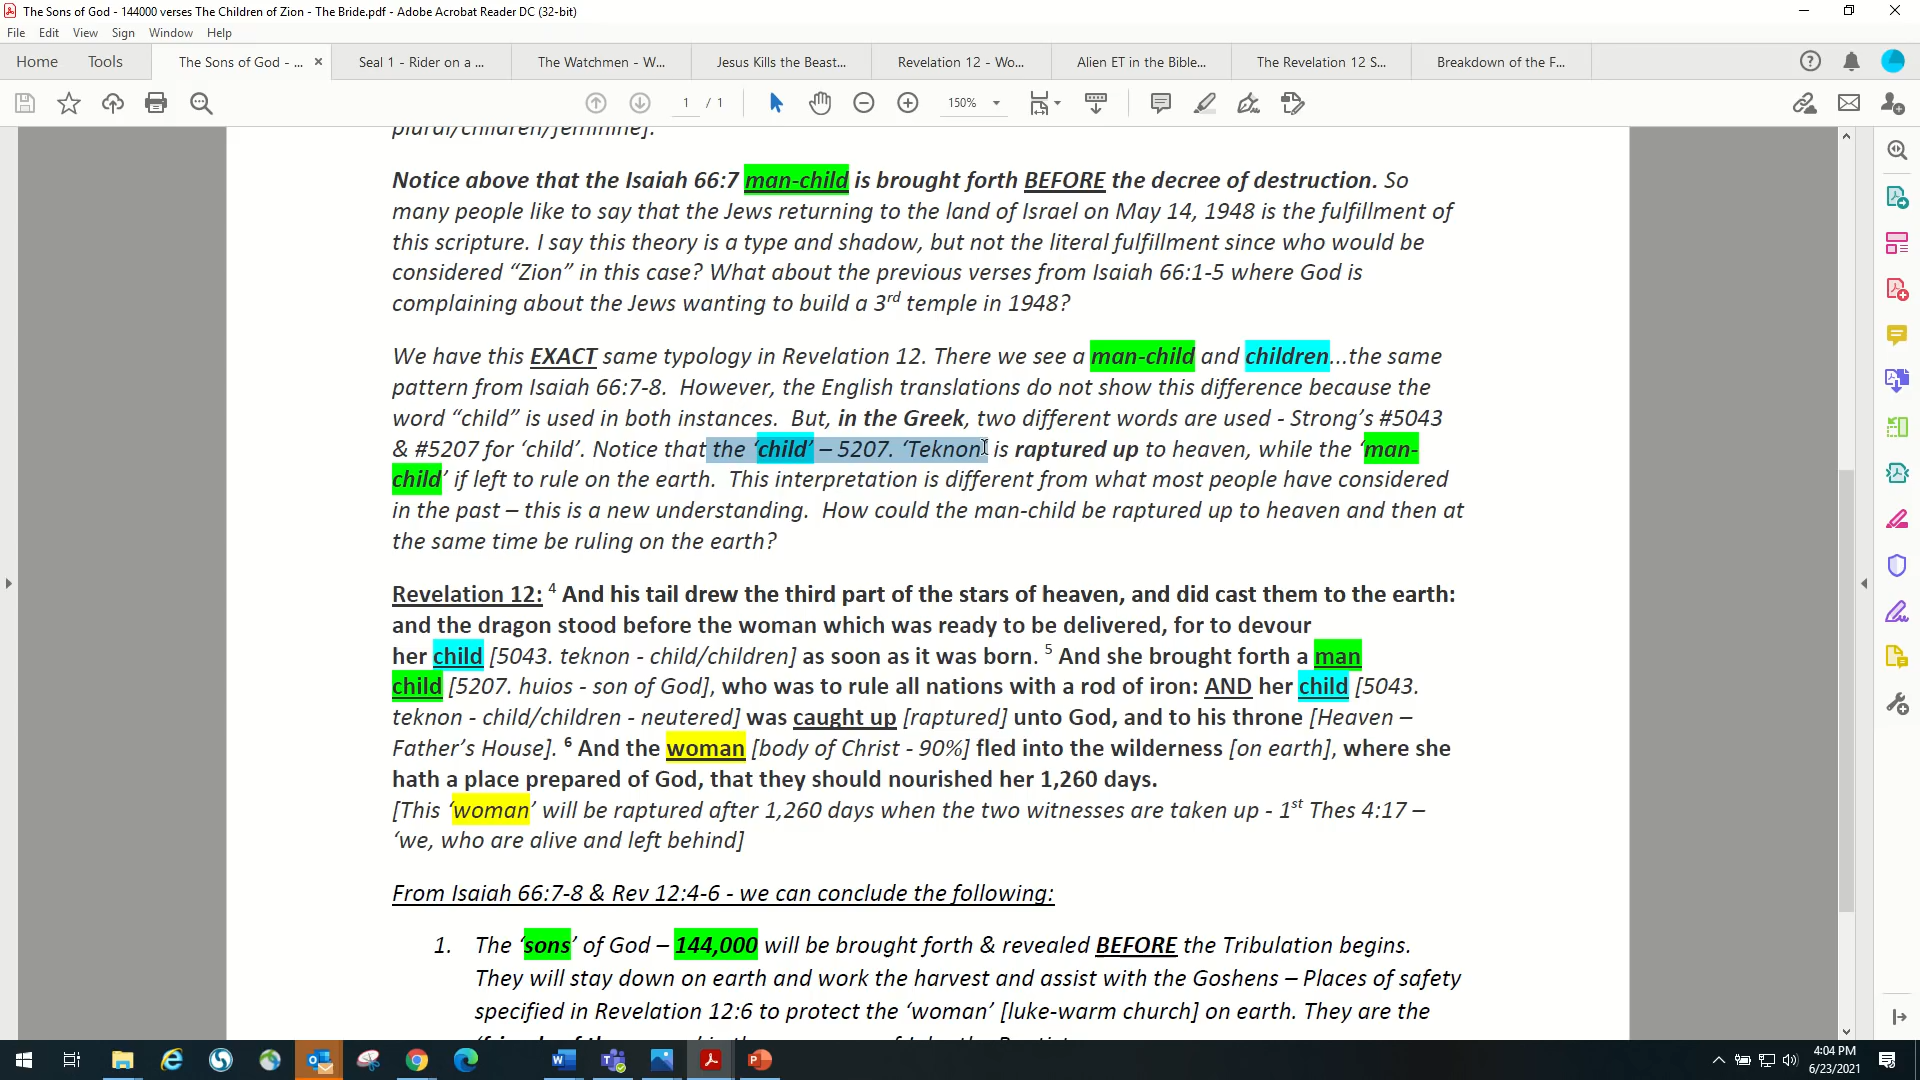 The Sons of God - 144000 verses The Children of Zion - The Bride.pdf - Adobe Acrobat Reader DC (32-bit)
File Edit View Sign Window Help
Home Tools The Sons of God - ... Seal 1 - Rider on a ... The Watchmen - W... Jesus Kills the Beast... Revelation 12 - Wo... Alien ET in the Bible... The Revelation 12 S... Breakdown of the F...
1 / 1 150%
plural/children/feminine].
Notice above that the Isaiah 66:7 man-child is brought forth BEFORE the decree of destruction. So
many people like to say that the Jews returning to the land of Israel on May 14, 1948 is the fulfillment of
this scripture. I say this theory is a type and shadow, but not the literal fulfillment since who would be
considered “Zion” in this case? What about the previous verses from Isaiah 66:1-5 where God is
complaining about the Jews wanting to build a 3rd temple in 1948?
We have this EXACT same typology in Revelation 12. There we see a man-child and children...the same
pattern from Isaiah 66:7-8. However, the English translations do not show this difference because the
word “child” is used in both instances. But, in the Greek, two different words are used - Strong’s #5043
& #5207 for ‘child’. Notice that the ‘child’ – 5207. ‘Teknon’ is raptured up to heaven, while the ‘man-
child’ if left to rule on the earth. This interpretation is different from what most people have considered
in the past – this is a new understanding. How could the man-child be raptured up to heaven and then at
the same time be ruling on the earth?
Revelation 12: 4 And his tail drew the third part of the stars of heaven, and did cast them to the earth:
and the dragon stood before the woman which was ready to be delivered, for to devour
her child [5043. teknon - child/children] as soon as it was born. 5 And she brought forth a man
child [5207. huios - son of God], who was to rule all nations with a rod of iron: AND her child [5043.
teknon - child/children - neutered] was caught up [raptured] unto God, and to his throne [Heaven –
Father’s House]. 6 And the woman [body of Christ - 90%] fled into the wilderness [on earth], where she
hath a place prepared of God, that they should nourished her 1,260 days.
[This ‘woman’ will be raptured after 1,260 days when the two witnesses are taken up - 1st Thes 4:17 –
‘we, who are alive and left behind]
From Isaiah 66:7-8 & Rev 12:4-6 - we can conclude the following:
1. The ‘sons’ of God – 144,000 will be brought forth & revealed BEFORE the Tribulation begins.
They will stay down on earth and work the harvest and assist with the Goshens – Places of safety
specified in Revelation 12:6 to protect the ‘woman’ [luke-warm church] on earth. They are the
4:04 PM
6/23/2021